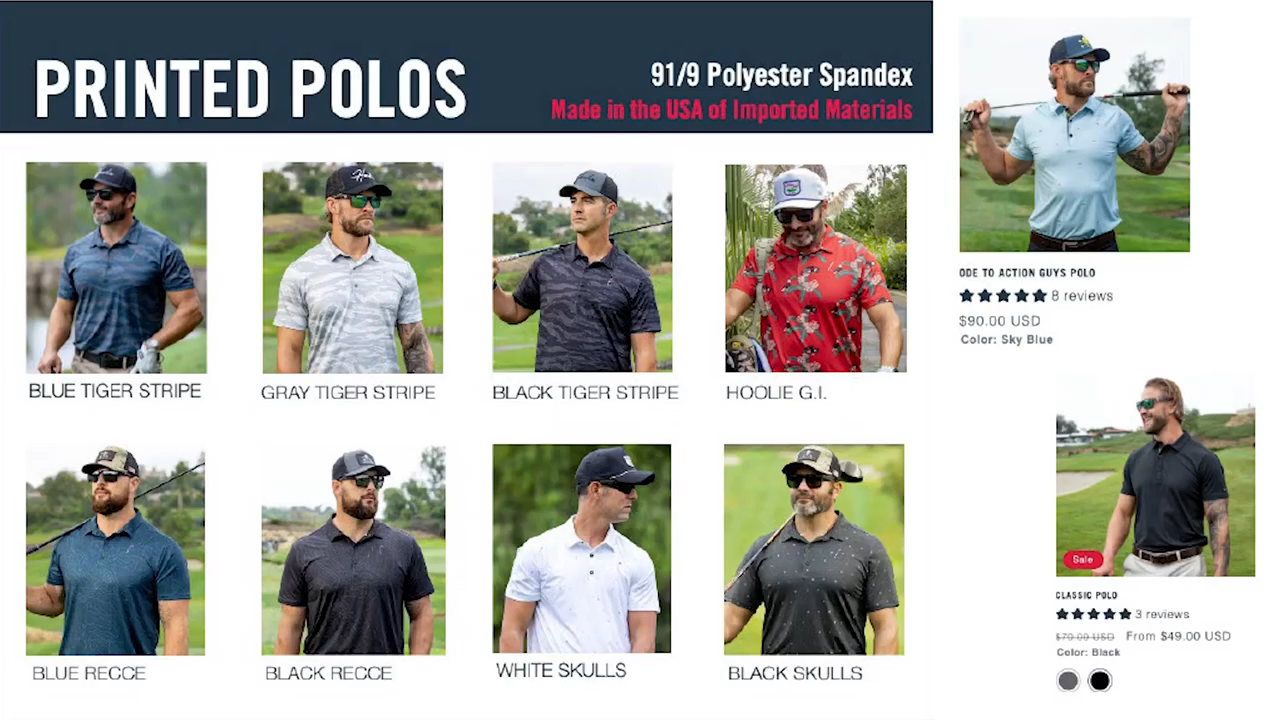 PRINTED POLOS
91/9 Polyester Spandex
Made in the USA of Imported Materials
BLUE TIGER STRIPE
GRAY TIGER STRIPE
BLACK TIGER STRIPE
HOOLIE G.I.
BLUE RECCE
BLACK RECCE
WHITE SKULLS
BLACK SKULLS
ODE TO ACTION GUYS POLO
8 reviews
$90.00 USD
Color: Sky Blue
Sale
CLASSIC POLO
3 reviews
$70.00 USD From $49.00 USD
Color: Black